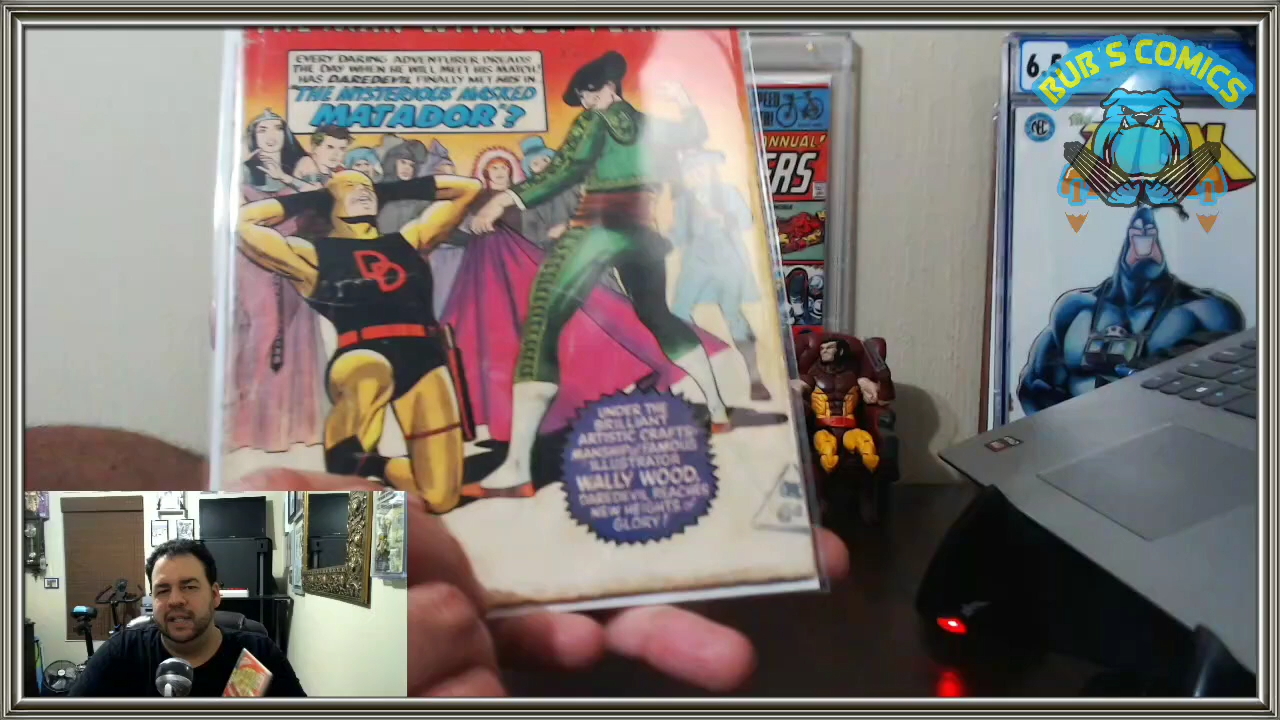 EVERY DARING ADVENTURER DREADS
THE DAY WHEN HE WILL MEET HIS MATCH!
HAS DAREDEVIL FINALLY MET HIS IN..
"THE MYSTERIOUS MASKED
MATADOR"?
DD
UNDER THE
BRILLIANT
ARTISTIC CRAFTS-
MANSHIP OF FAMOUS
ILLUSTRATOR
WALLY WOOD,
DAREDEVIL REACHES
NEW HEIGHTS OF
GLORY!
ANNUAL!
6.5
BUB'S COMICS